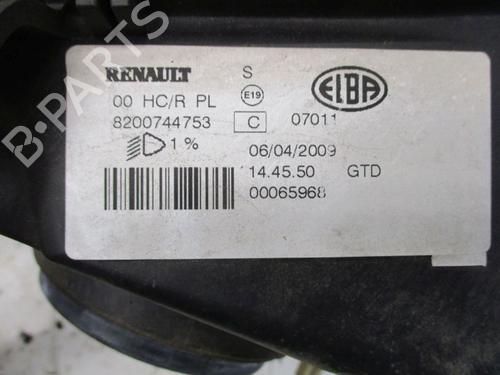 RENAULT S
00 HC/R PL E19 ELBA
8200744753 C 07011
1 % 06/04/2009
14.45.50 GTD
00065968
B-PARTS